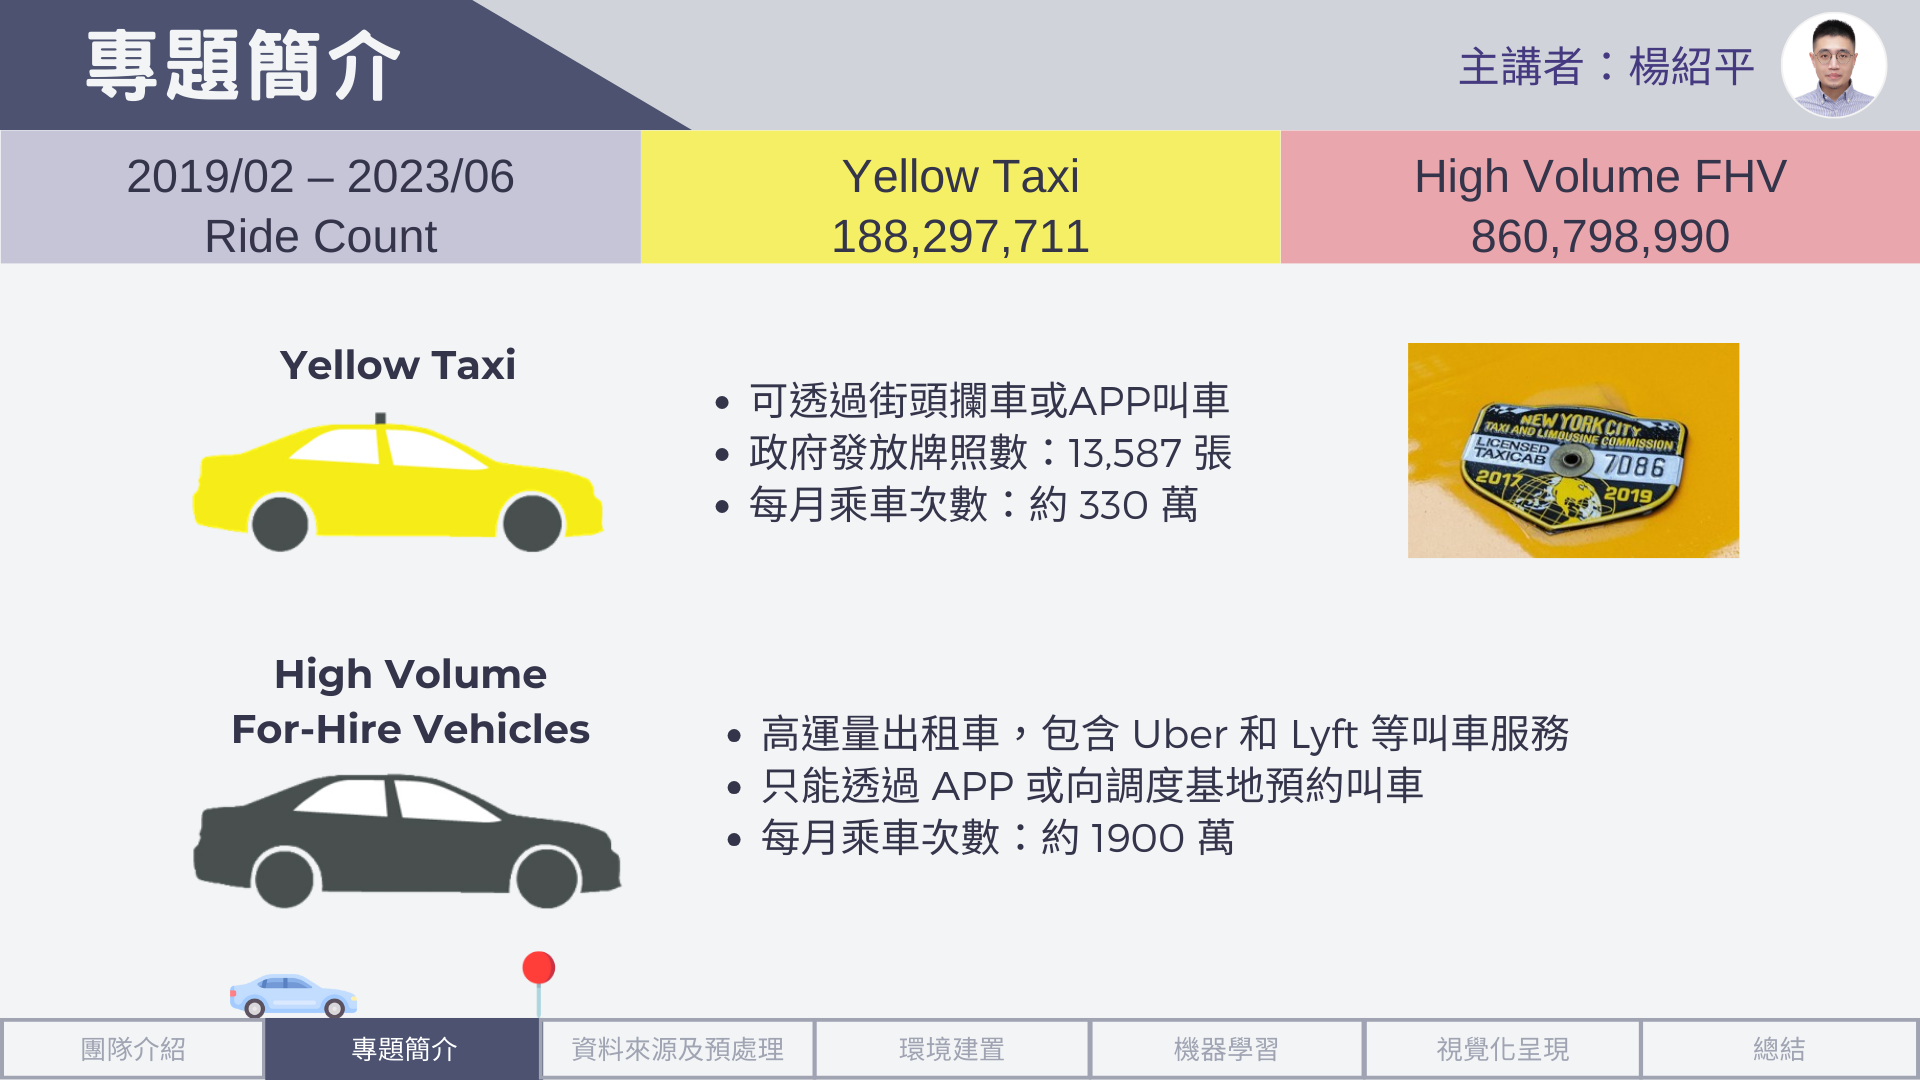 專題簡介
主講者：楊紹平
2019/02 – 2023/06
Ride Count
Yellow Taxi
188,297,711
High Volume FHV
860,798,990
Yellow Taxi
• 可透過街頭攔車或APP叫車
• 政府發放牌照數：13,587 張
• 每月乘車次數：約 330 萬
NEW YORK CITY
TAXI AND LIMOUSINE COMMISSION
LICENSED
TAXICAB
7086
2017
2019
High Volume
For-Hire Vehicles
• 高運量出租車，包含 Uber 和 Lyft 等叫車服務
• 只能透過 APP 或向調度基地預約叫車
• 每月乘車次數：約 1900 萬
團隊介紹
專題簡介
資料來源及預處理
環境建置
機器學習
視覺化呈現
總結